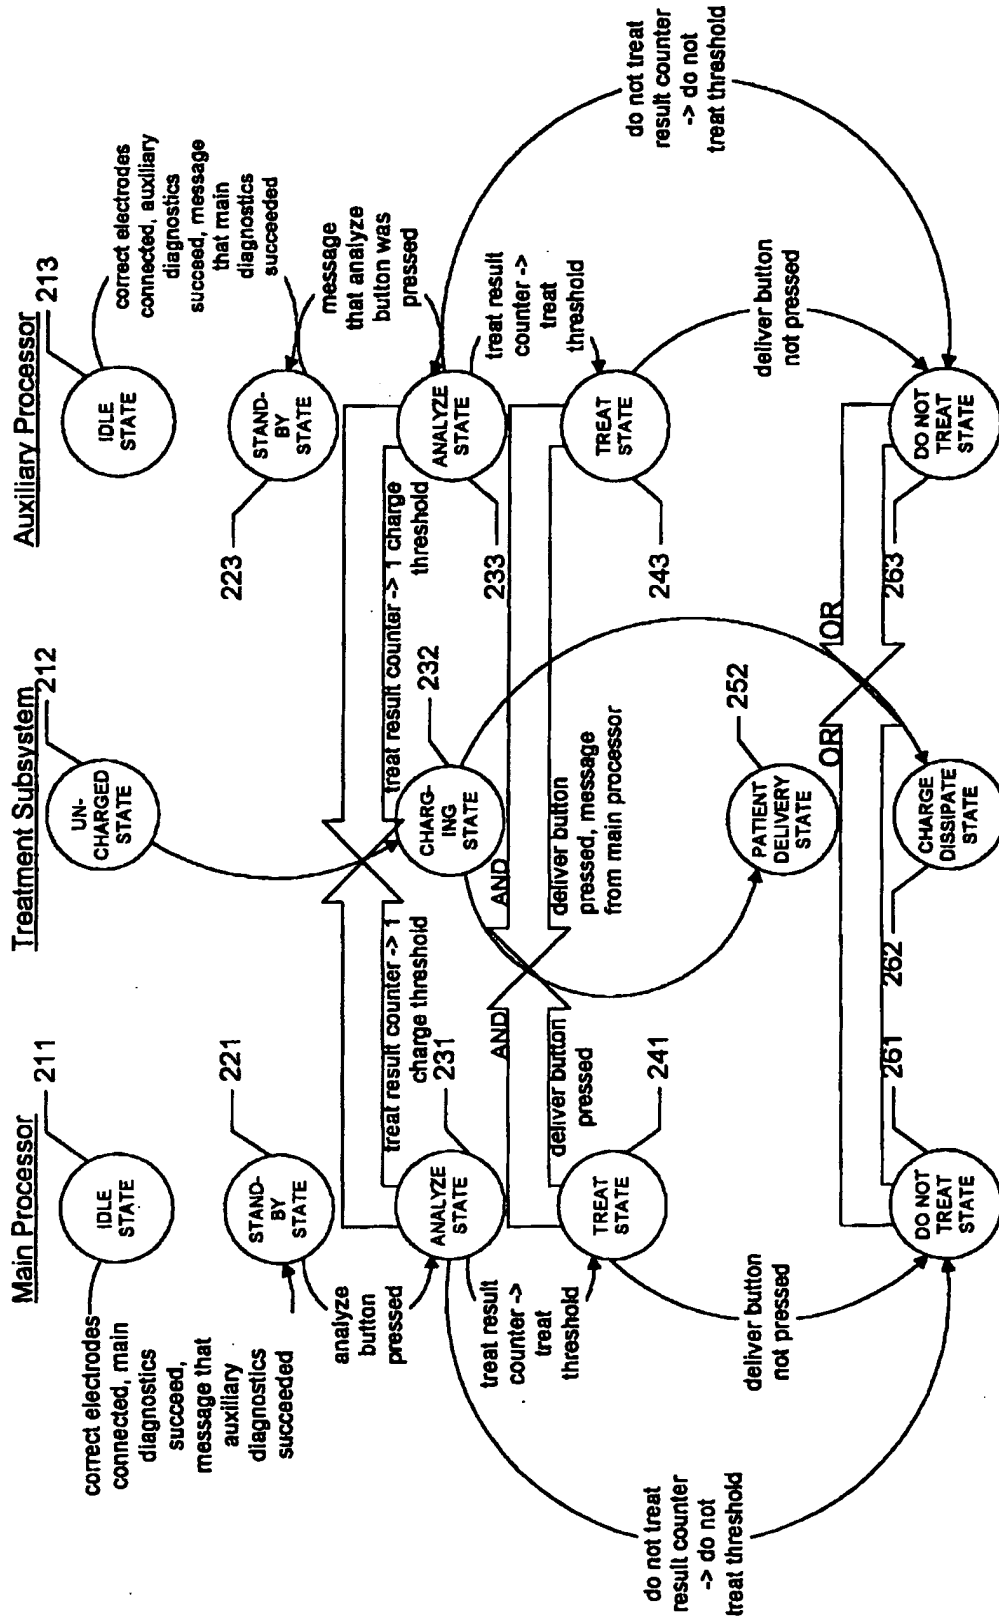 Main Processor
Treatment Subsystem
Auxiliary Processor
211
212
213
IDLE
STATE
UN-
CHARGED
STATE
IDLE
STATE
correct electrodes
connected, main
diagnostics
succeed,
message that
auxiliary
diagnostics
succeeded
correct electrodes
connected, auxiliary
diagnostics
succeed, message
that main
diagnostics
succeeded
221
223
STAND-
BY
STATE
STAND-
BY
STATE
analyze
button
pressed
message
that analyze
button was
pressed
treat result counter -> 1
charge threshold
treat result counter -> 1 charge
threshold
231
232
233
ANALYZE
STATE
CHARG-
ING
STATE
ANALYZE
STATE
treat result
counter ->
treat
threshold
treat result
counter ->
treat
threshold
AND
AND
deliver button
pressed
deliver button
pressed, message
from main processor
241
243
TREAT
STATE
TREAT
STATE
do not treat
result counter
-> do not
treat threshold
do not treat
result counter
-> do not
treat threshold
deliver button
not pressed
deliver button
not pressed
252
PATIENT
DELIVERY
STATE
OR
OR
261
262
263
DO NOT
TREAT
STATE
CHARGE
DISSIPATE
STATE
DO NOT
TREAT
STATE